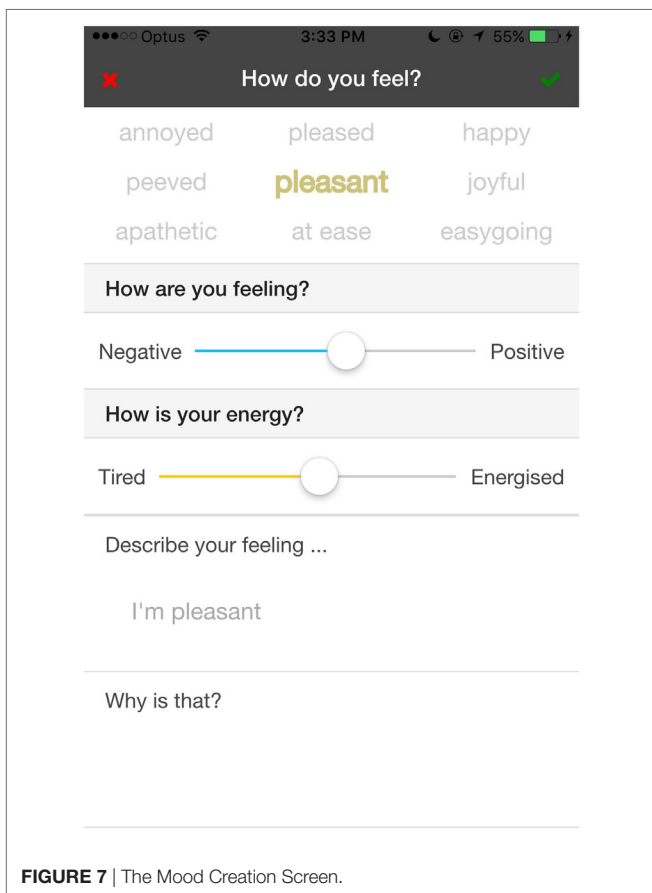 Optus 3:33 PM 55%
How do you feel?
annoyed pleased happy
peeved pleasant joyful
apathetic at ease easygoing
How are you feeling?
Negative Positive
How is your energy?
Tired Energised
Describe your feeling ...
I'm pleasant
Why is that?
FIGURE 7 | The Mood Creation Screen.